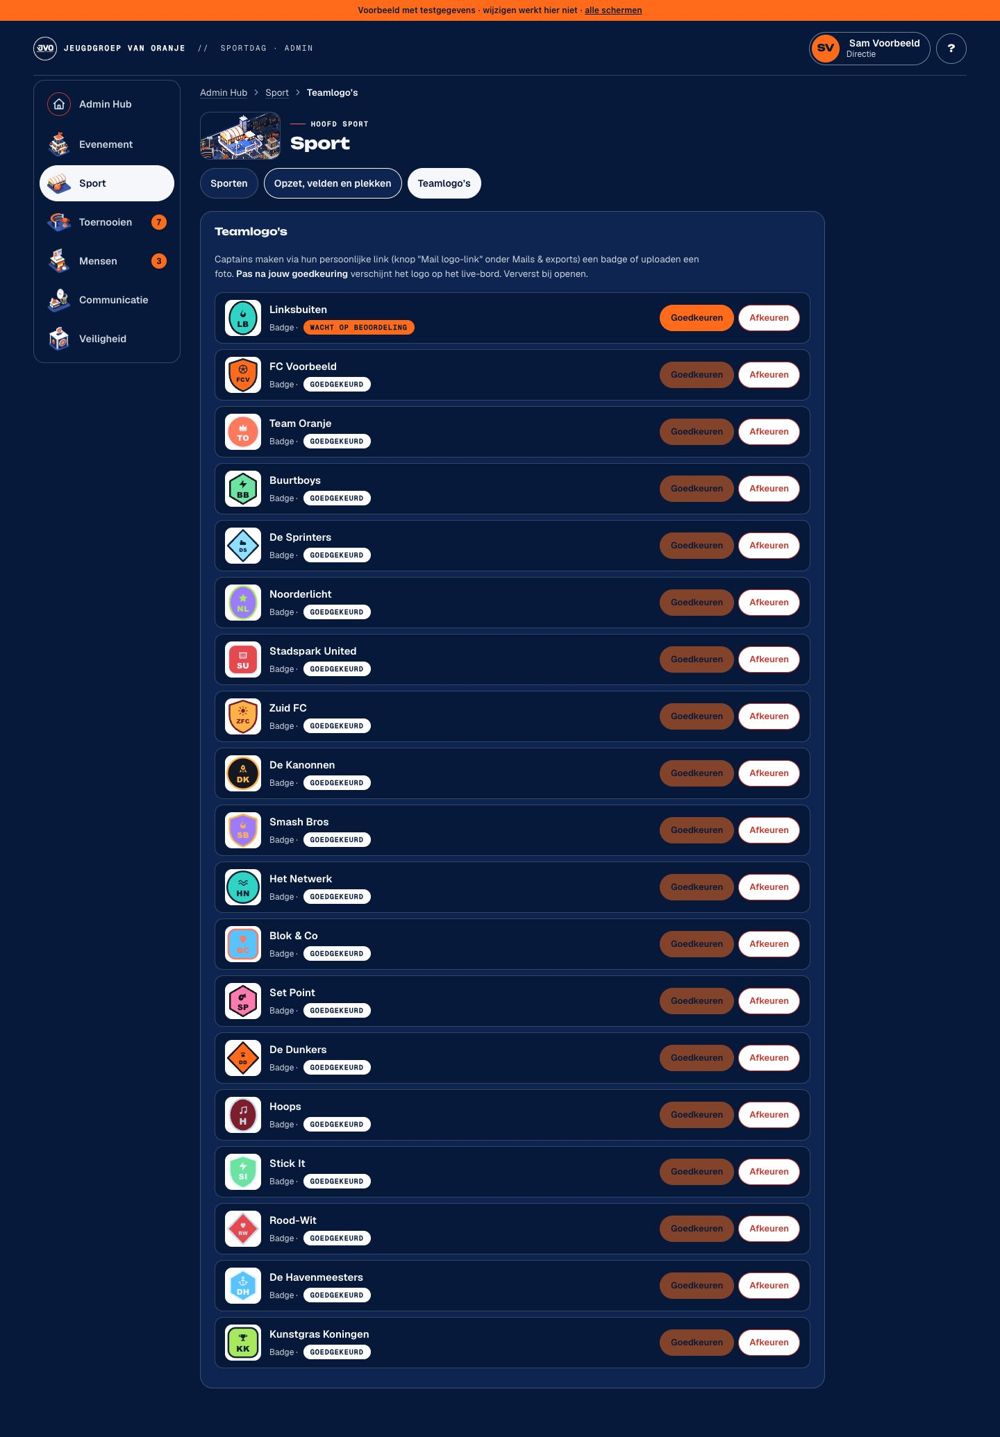 Voorbeeld met testgegevens · wijzigen werkt hier niet · alle schermen
JVO JEUGDGROEP VAN ORANJE // SPORTDAG · ADMIN
SV Sam Voorbeeld
Directie
?
Admin Hub
Evenement
Sport
Toernooien 7
Mensen 3
Communicatie
Veiligheid
Admin Hub > Sport > Teamlogo's
HOOFD SPORT
Sport
Sporten
Opzet, velden en plekken
Teamlogo's
Teamlogo's
Captains maken via hun persoonlijke link (knop "Mail logo-link" onder Mails & exports) een badge of uploaden een
foto. Pas na jouw goedkeuring verschijnt het logo op het live-bord. Ververst bij openen.
LB
Linksbuiten
Badge · WACHT OP BEOORDELING
Goedkeuren Afkeuren
FCV
FC Voorbeeld
Badge · GOEDGEKEURD
Goedkeuren Afkeuren
TO
Team Oranje
Badge · GOEDGEKEURD
Goedkeuren Afkeuren
BB
Buurtboys
Badge · GOEDGEKEURD
Goedkeuren Afkeuren
DS
De Sprinters
Badge · GOEDGEKEURD
Goedkeuren Afkeuren
NL
Noorderlicht
Badge · GOEDGEKEURD
Goedkeuren Afkeuren
SU
Stadspark United
Badge · GOEDGEKEURD
Goedkeuren Afkeuren
ZFC
Zuid FC
Badge · GOEDGEKEURD
Goedkeuren Afkeuren
DK
De Kanonnen
Badge · GOEDGEKEURD
Goedkeuren Afkeuren
SB
Smash Bros
Badge · GOEDGEKEURD
Goedkeuren Afkeuren
HN
Het Netwerk
Badge · GOEDGEKEURD
Goedkeuren Afkeuren
BC
Blok & Co
Badge · GOEDGEKEURD
Goedkeuren Afkeuren
SP
Set Point
Badge · GOEDGEKEURD
Goedkeuren Afkeuren
DD
De Dunkers
Badge · GOEDGEKEURD
Goedkeuren Afkeuren
H
Hoops
Badge · GOEDGEKEURD
Goedkeuren Afkeuren
SI
Stick It
Badge · GOEDGEKEURD
Goedkeuren Afkeuren
RW
Rood-Wit
Badge · GOEDGEKEURD
Goedkeuren Afkeuren
DH
De Havenmeesters
Badge · GOEDGEKEURD
Goedkeuren Afkeuren
KK
Kunstgras Koningen
Badge · GOEDGEKEURD
Goedkeuren Afkeuren